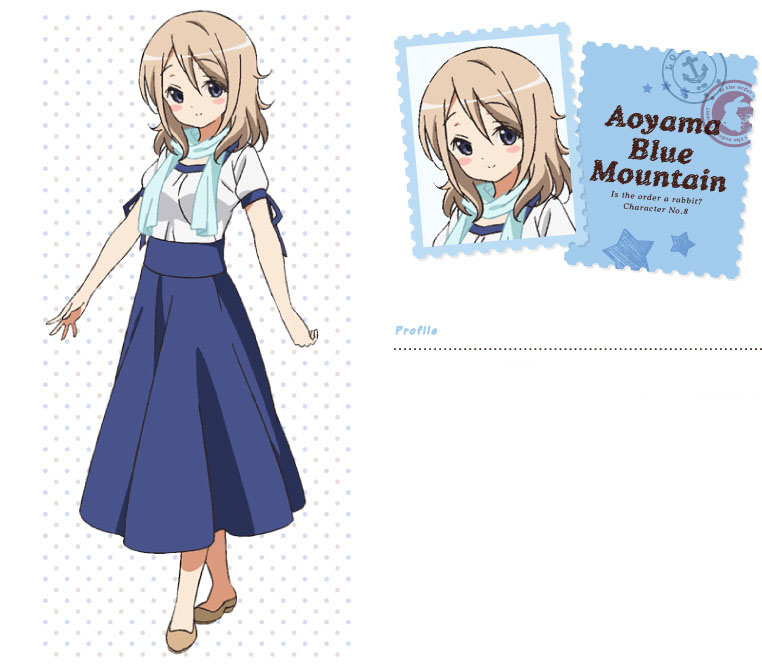 Aoyama
Blue
Mountain
Is the order a rabbit?
Character No.8
Profile